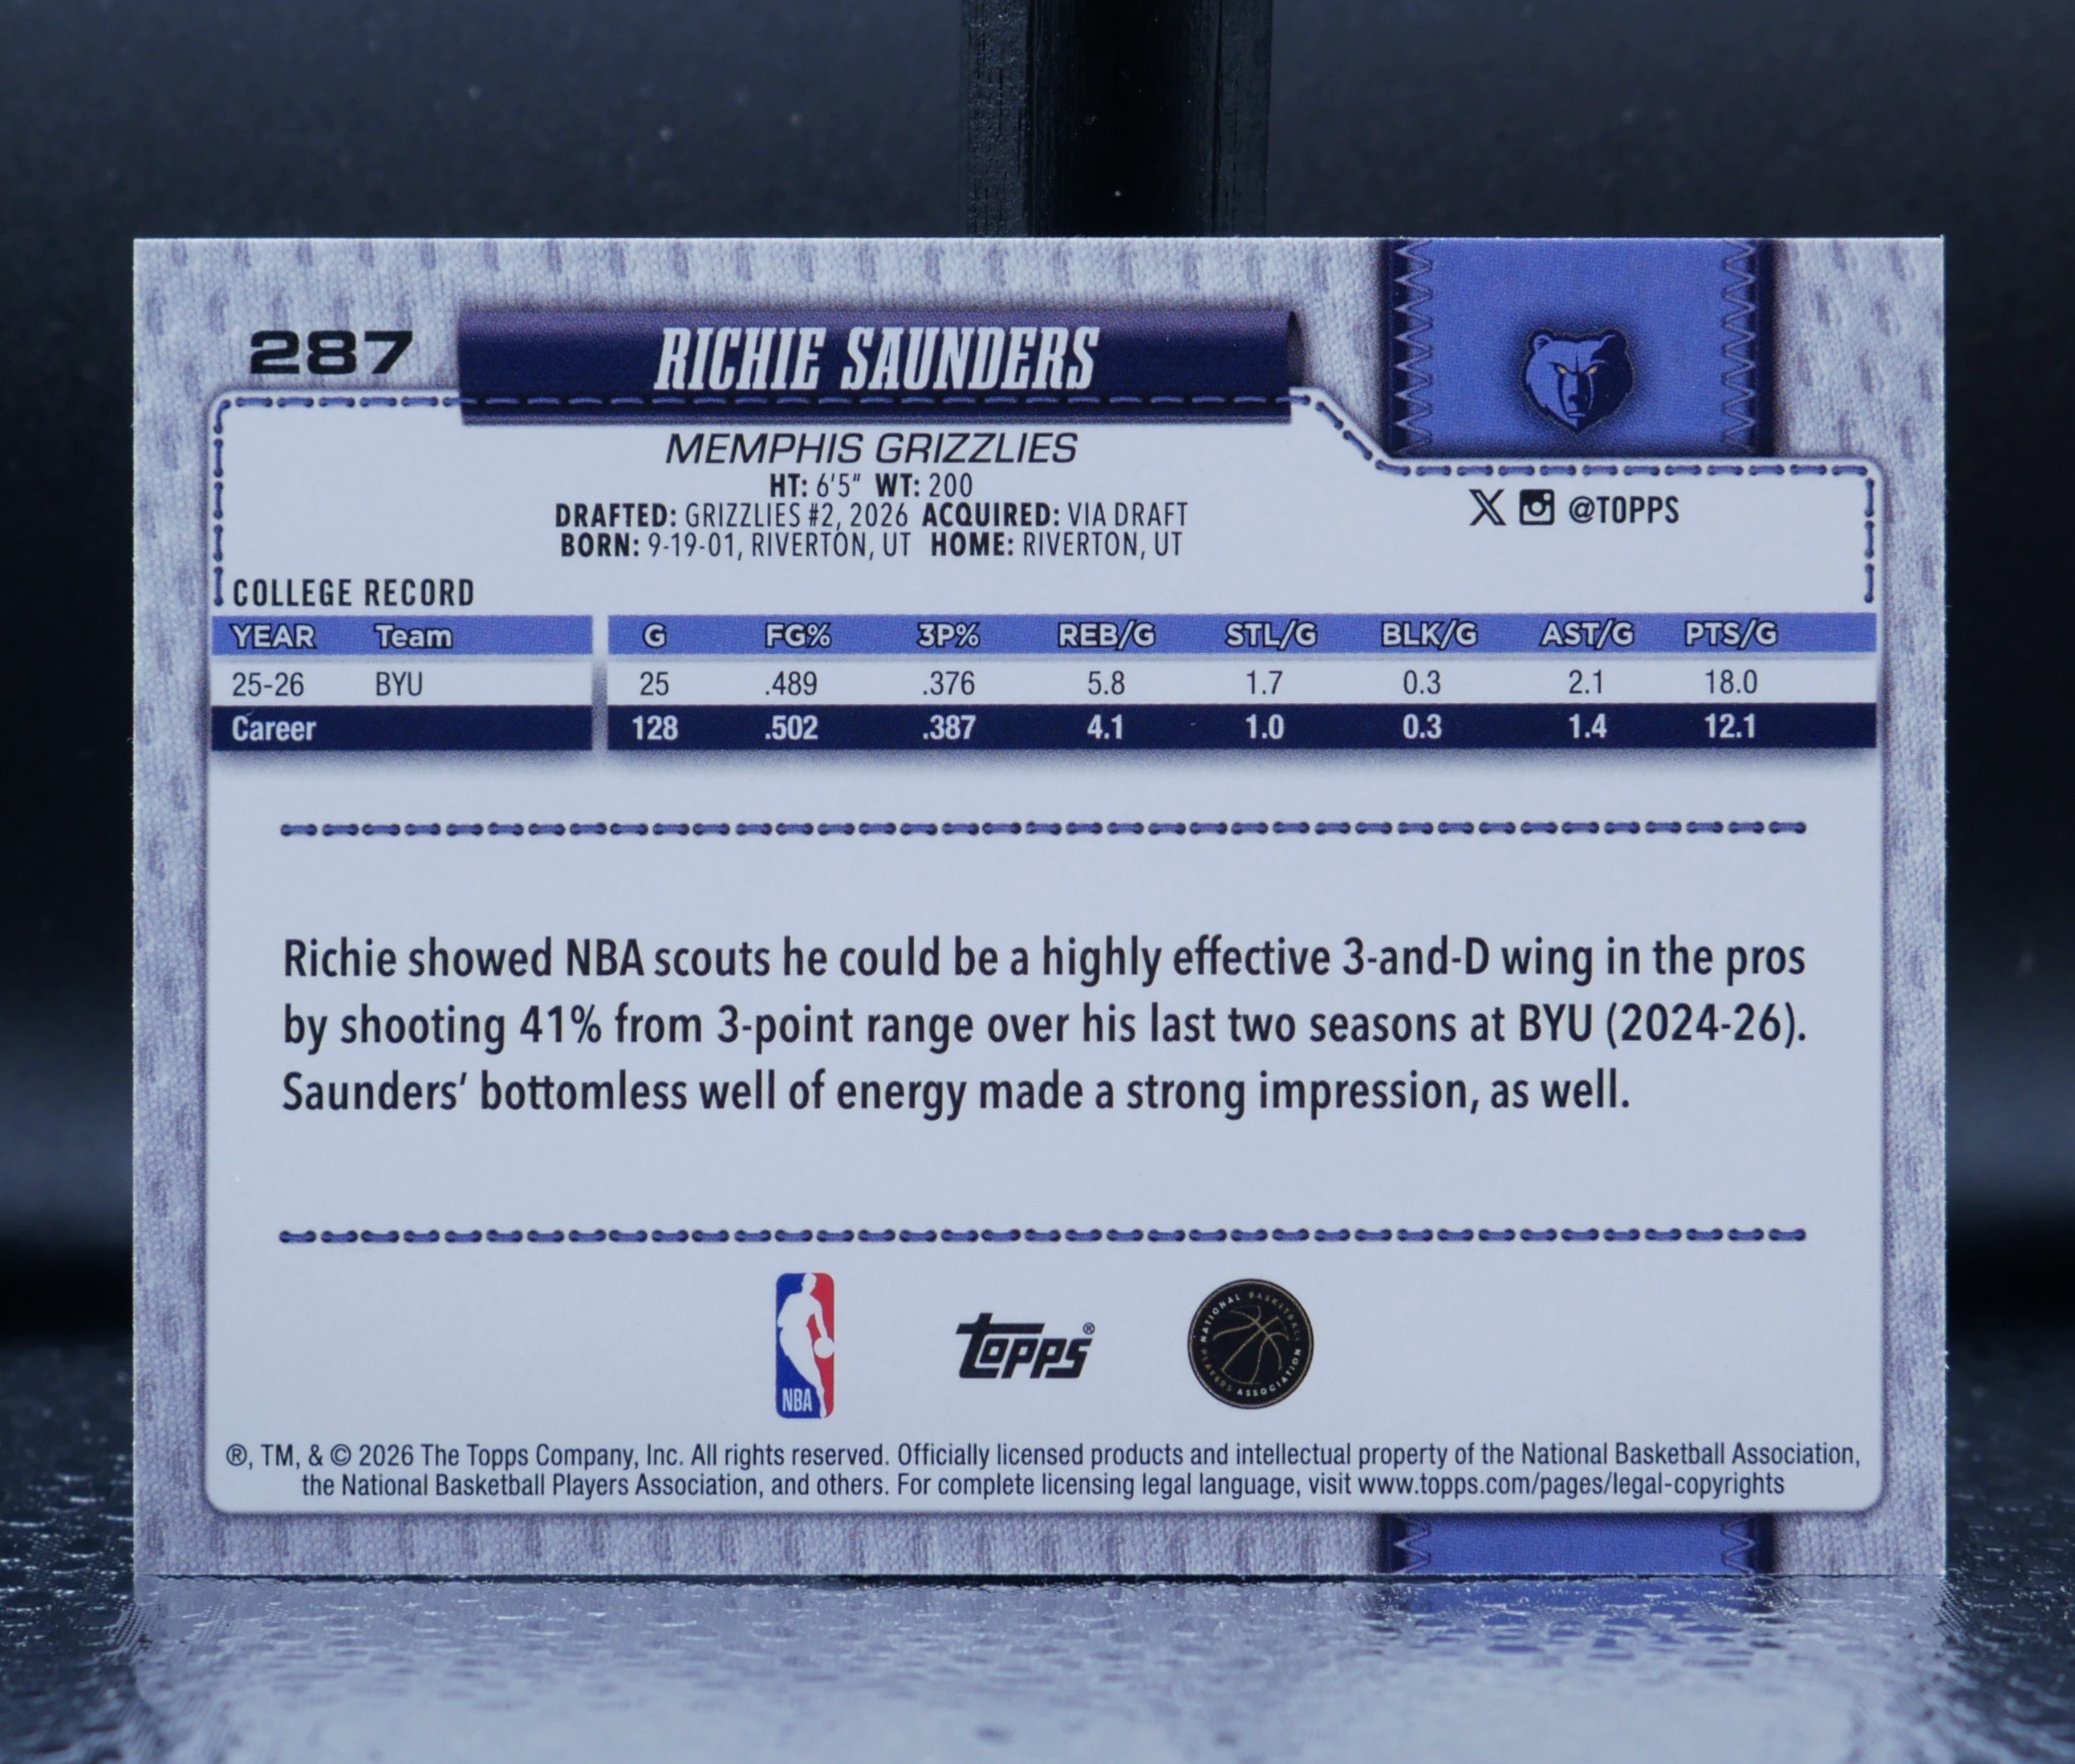 287
RICHIE SAUNDERS
MEMPHIS GRIZZLIES
HT: 6'5" WT: 200
DRAFTED: GRIZZLIES #2, 2026 ACQUIRED: VIA DRAFT
BORN: 9-19-01, RIVERTON, UT HOME: RIVERTON, UT
@TOPPS
COLLEGE RECORD
YEAR Team G FG% 3P% REB/G STL/G BLK/G AST/G PTS/G
25-26 BYU 25 .489 .376 5.8 1.7 0.3 2.1 18.0
Career 128 .502 .387 4.1 1.0 0.3 1.4 12.1
Richie showed NBA scouts he could be a highly effective 3-and-D wing in the pros
by shooting 41% from 3-point range over his last two seasons at BYU (2024-26).
Saunders' bottomless well of energy made a strong impression, as well.
NBA
Topps®
NATIONAL BASKETBALL PLAYERS ASSOCIATION
®, TM, & © 2026 The Topps Company, Inc. All rights reserved. Officially licensed products and intellectual property of the National Basketball Association,
the National Basketball Players Association, and others. For complete licensing legal language, visit www.topps.com/pages/legal-copyrights